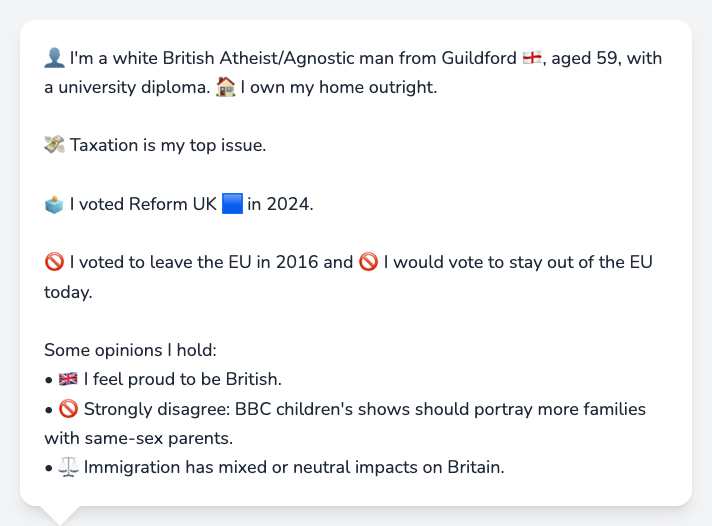 👤 I'm a white British Atheist/Agnostic man from Guildford 🏴󠁧󠁢󠁥󠁮󠁧󠁿, aged 59, with
a university diploma. 🏠 I own my home outright.
💸 Taxation is my top issue.
🗳️ I voted Reform UK 🟦 in 2024.
🚫 I voted to leave the EU in 2016 and 🚫 I would vote to stay out of the EU
today.
Some opinions I hold:
• 🇬🇧 I feel proud to be British.
• 🚫 Strongly disagree: BBC children's shows should portray more families
with same-sex parents.
• ⚖️ Immigration has mixed or neutral impacts on Britain.